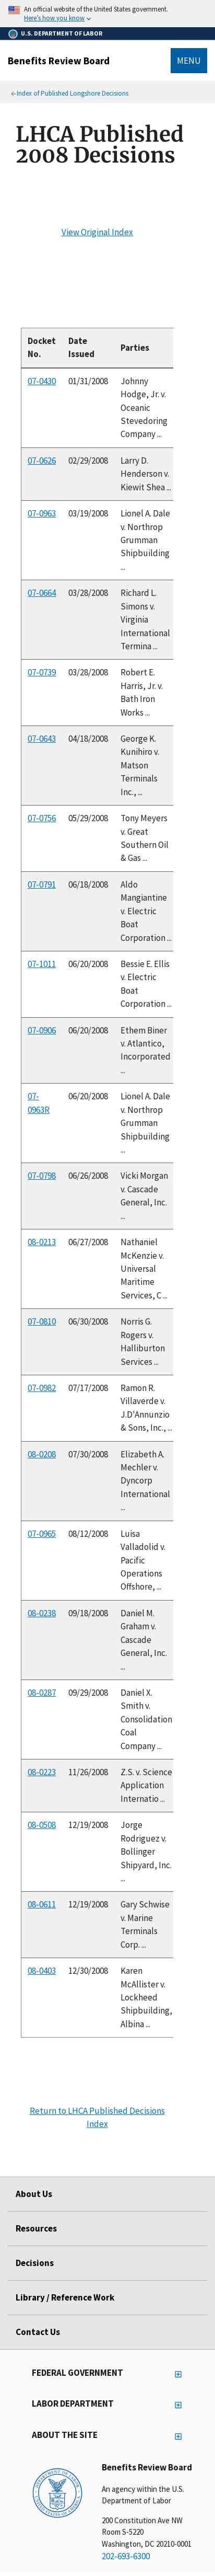 An official website of the United States government.
Here's how you know
U.S. DEPARTMENT OF LABOR
Benefits Review Board
MENU
Index of Published Longshore Decisions
LHCA Published
2008 Decisions
View Original Index
Docket No. Date Issued Parties
07-0430 01/31/2008 Johnny
Hodge, Jr. v.
Oceanic
Stevedoring
Company ...
07-0626 02/29/2008 Larry D.
Henderson v.
Kiewit Shea ...
07-0963 03/19/2008 Lionel A. Dale
v. Northrop
Grumman
Shipbuilding
...
07-0664 03/28/2008 Richard L.
Simons v.
Virginia
International
Termina ...
07-0739 03/28/2008 Robert E.
Harris, Jr. v.
Bath Iron
Works ...
07-0643 04/18/2008 George K.
Kunihiro v.
Matson
Terminals
Inc., ...
07-0756 05/29/2008 Tony Meyers
v. Great
Southern Oil
& Gas ...
07-0791 06/18/2008 Aldo
Mangiantine
v. Electric
Boat
Corporation ...
07-1011 06/20/2008 Bessie E. Ellis
v. Electric
Boat
Corporation ...
07-0906 06/20/2008 Ethem Biner
v. Atlantico,
Incorporated
...
07-0963R 06/20/2008 Lionel A. Dale
v. Northrop
Grumman
Shipbuilding
...
07-0798 06/26/2008 Vicki Morgan
v. Cascade
General, Inc.
...
08-0213 06/27/2008 Nathaniel
McKenzie v.
Universal
Maritime
Services, C ...
07-0810 06/30/2008 Norris G.
Rogers v.
Halliburton
Services ...
07-0982 07/17/2008 Ramon R.
Villaverde v.
J.D'Annunzio
& Sons, Inc., ...
08-0208 07/30/2008 Elizabeth A.
Mechler v.
Dyncorp
International
...
07-0965 08/12/2008 Luisa
Valladolid v.
Pacific
Operations
Offshore, ...
08-0238 09/18/2008 Daniel M.
Graham v.
Cascade
General, Inc.
...
08-0287 09/29/2008 Daniel X.
Smith v.
Consolidation
Coal
Company ...
08-0223 11/26/2008 Z.S. v. Science
Application
Internatio ...
08-0508 12/19/2008 Jorge
Rodriguez v.
Bollinger
Shipyard, Inc.
...
08-0611 12/19/2008 Gary Schwise
v. Marine
Terminals
Corp. ...
08-0403 12/30/2008 Karen
McAllister v.
Lockheed
Shipbuilding,
Albina ...
Return to LHCA Published Decisions
Index
About Us
Resources
Decisions
Library / Reference Work
Contact Us
FEDERAL GOVERNMENT
LABOR DEPARTMENT
ABOUT THE SITE
Benefits Review Board
An agency within the U.S.
Department of Labor
200 Constitution Ave NW
Room S-5220
Washington, DC 20210-0001
202-693-6300